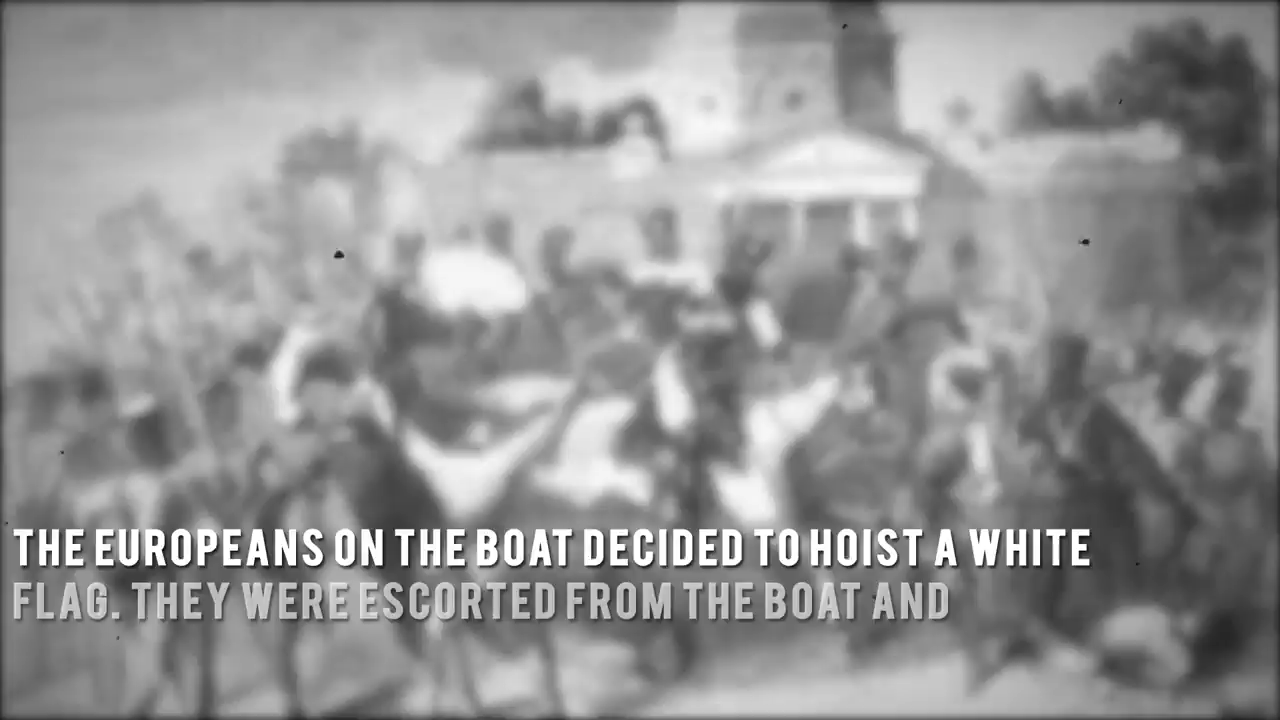 THE EUROPEANS ON THE BOAT DECIDED TO HOIST A WHITE
FLAG. THEY WERE ESCORTED FROM THE BOAT AND